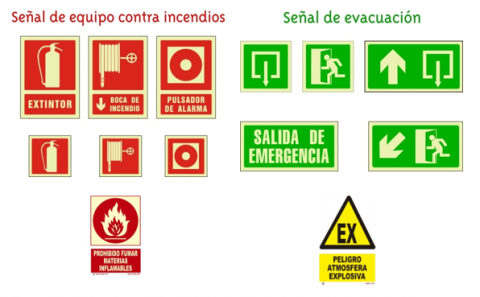 Señal de equipo contra incendios
Señal de evacuación
EXTINTOR
BOCA DE
INCENDIO
PULSADOR
DE ALARMA
SALIDA DE
EMERGENCIA
PROHIBIDO FUMAR
MATERIAS
INFLAMABLES
EX
PELIGRO
ATMOSFERA
EXPLOSIVA